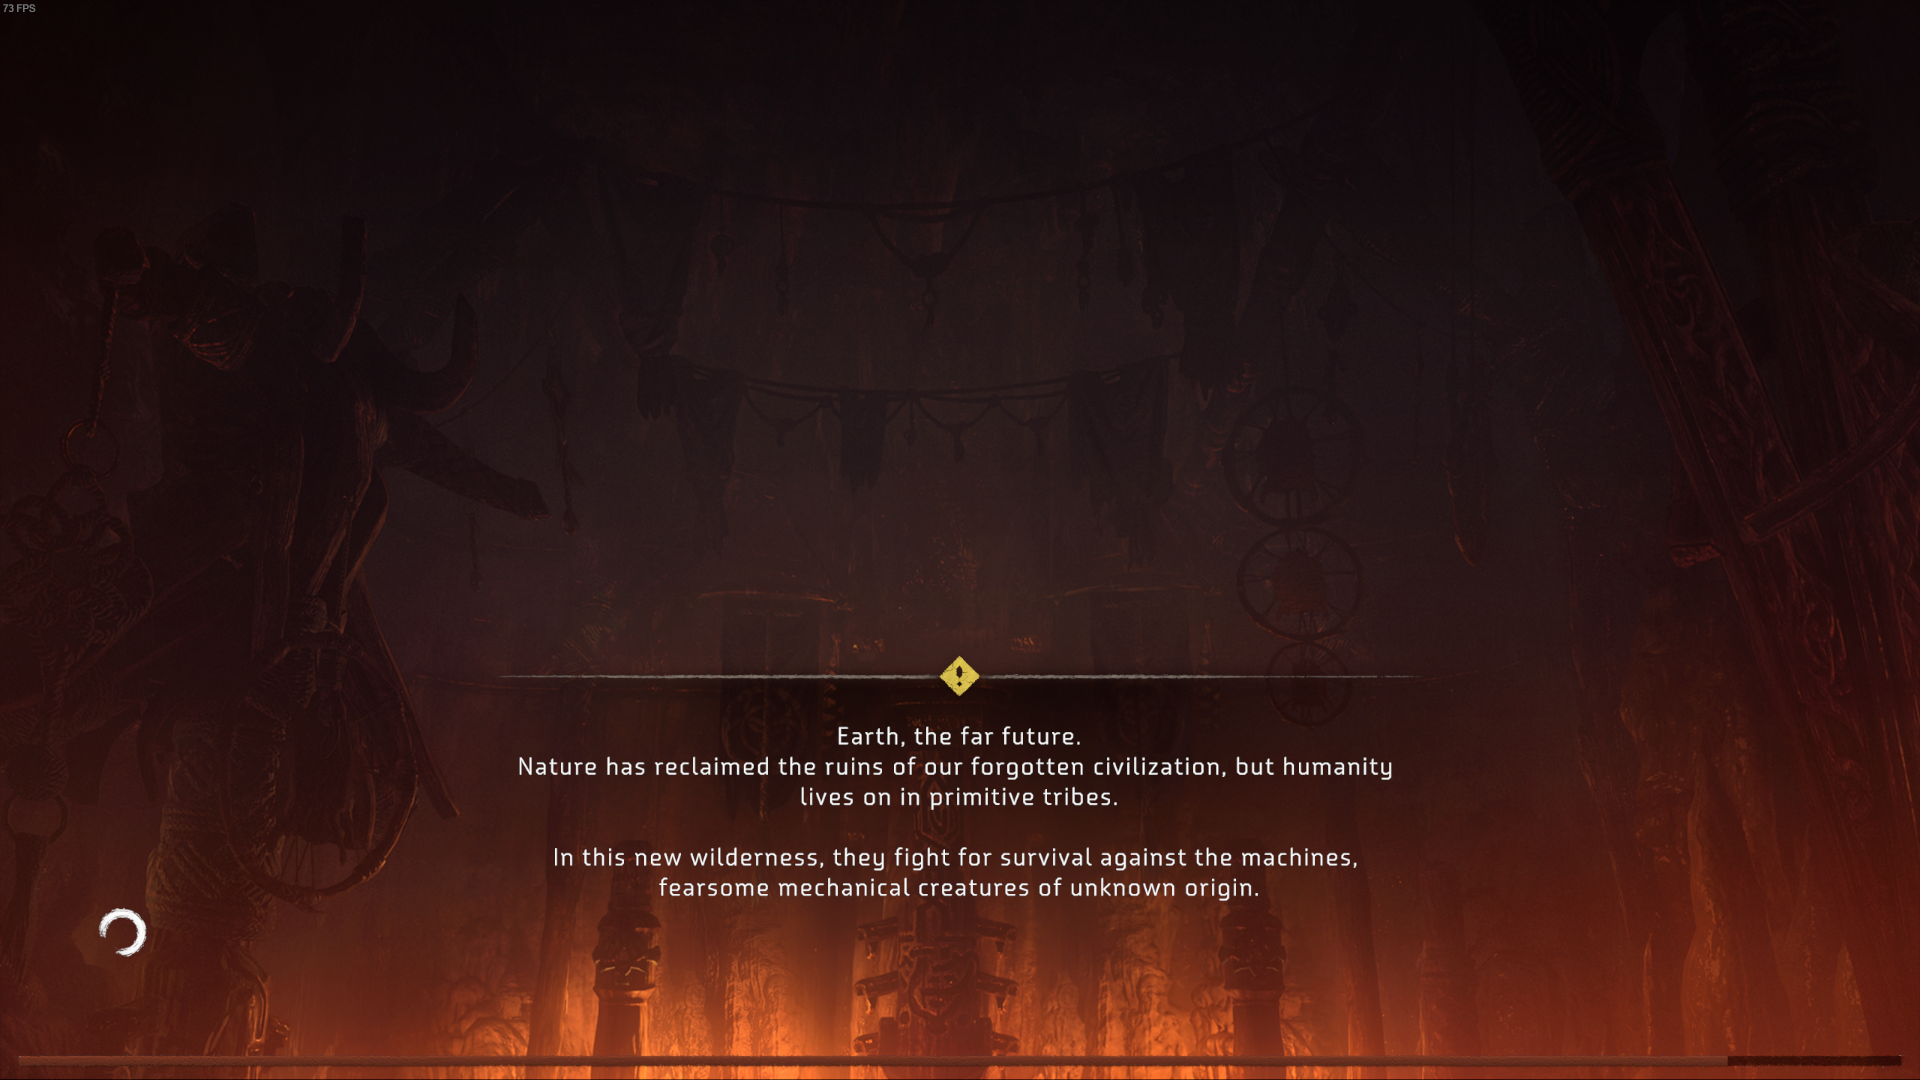 73 FPS
Earth, the far future.
Nature has reclaimed the ruins of our forgotten civilization, but humanity
lives on in primitive tribes.
In this new wilderness, they fight for survival against the machines,
fearsome mechanical creatures of unknown origin.